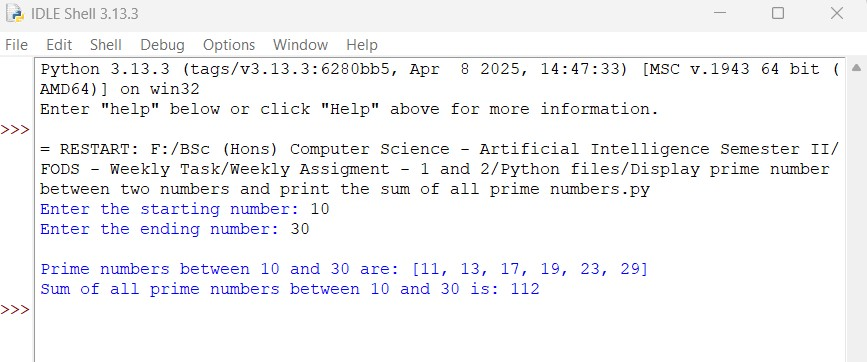 IDLE Shell 3.13.3
File Edit Shell Debug Options Window Help
Python 3.13.3 (tags/v3.13.3:6280bb5, Apr  8 2025, 14:47:33) [MSC v.1943 64 bit (
AMD64)] on win32
Enter "help" below or click "Help" above for more information.
>>>
= RESTART: F:/BSc (Hons) Computer Science - Artificial Intelligence Semester II/
FODS - Weekly Task/Weekly Assigment - 1 and 2/Python files/Display prime number
between two numbers and print the sum of all prime numbers.py
Enter the starting number: 10
Enter the ending number: 30
Prime numbers between 10 and 30 are: [11, 13, 17, 19, 23, 29]
Sum of all prime numbers between 10 and 30 is: 112
>>>